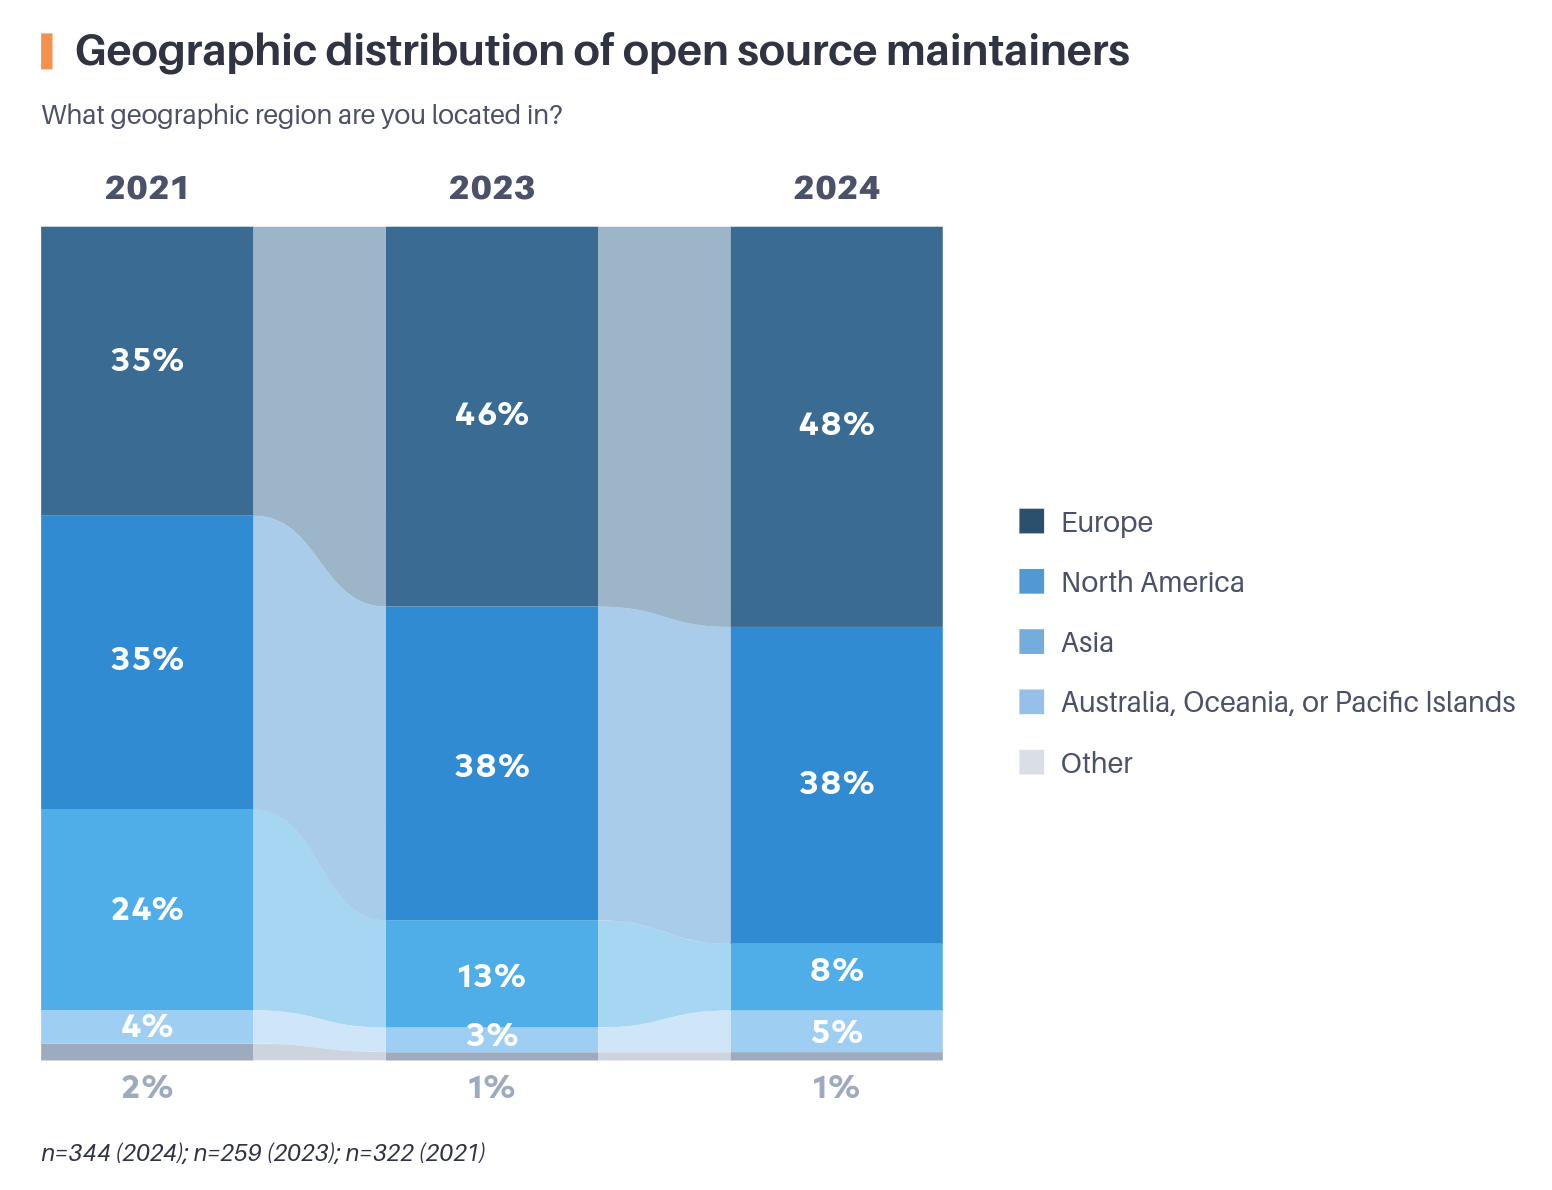 Geographic distribution of open source maintainers
What geographic region are you located in?
2021 2023 2024
35% 46% 48%
35% 38% 38%
24% 13% 8%
4% 3% 5%
2% 1% 1%
Europe
North America
Asia
Australia, Oceania, or Pacific Islands
Other
n=344 (2024); n=259 (2023); n=322 (2021)